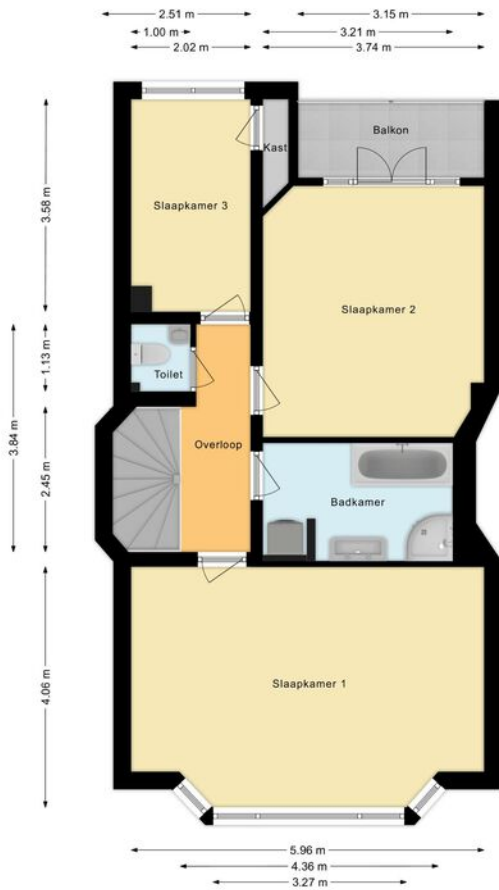 2.51 m
3.15 m
1.00 m
3.21 m
2.02 m
3.74 m
Balkon
Kast
3.58 m
Slaapkamer 3
Slaapkamer 2
1.13 m
Toilet
3.84 m
Overloop
2.45 m
Badkamer
4.06 m
Slaapkamer 1
5.96 m
4.36 m
3.27 m